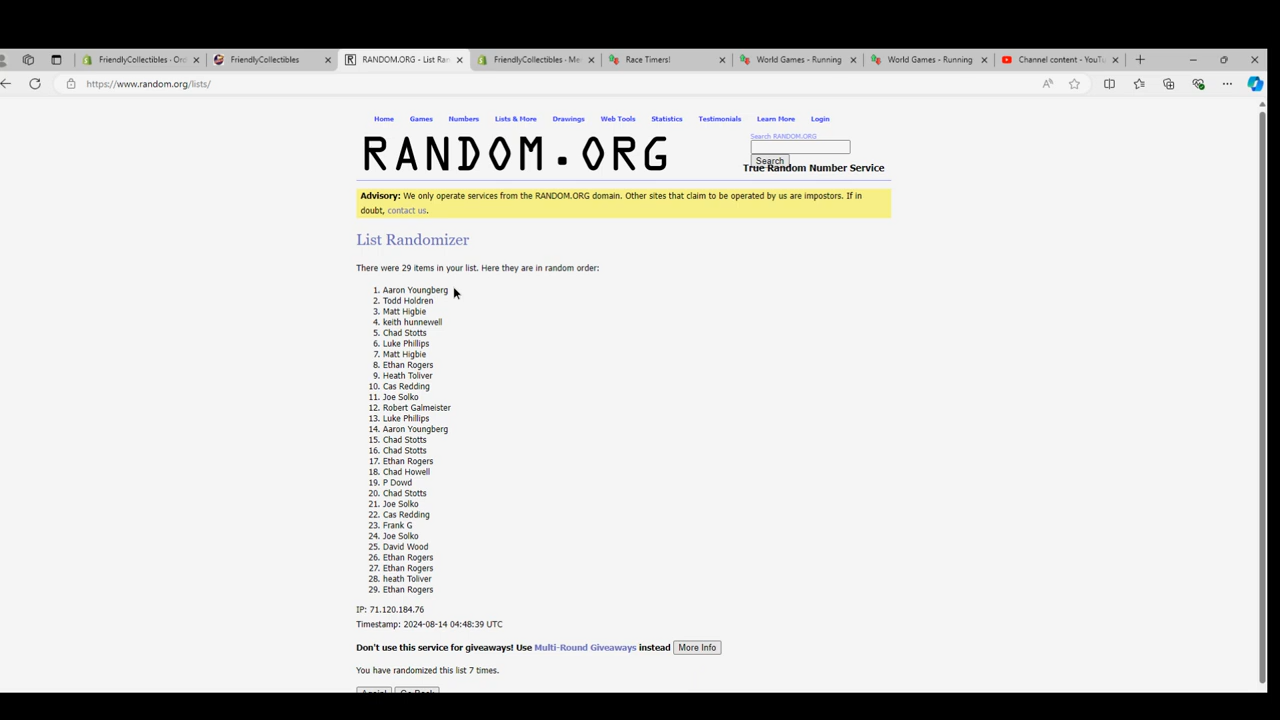 FriendlyCollectibles - Orc
FriendlyCollectibles
RANDOM.ORG - List Ran
FriendlyCollectibles - Me
Race Timers!
World Games - Running
World Games - Running
Channel content - YouTu
https://www.random.org/lists/
Home Games Numbers Lists & More Drawings Web Tools Statistics Testimonials Learn More Login
RANDOM.ORG
Search RANDOM.ORG
Search
True Random Number Service
Advisory: We only operate services from the RANDOM.ORG domain. Other sites that claim to be operated by us are impostors. If in
doubt, contact us.
List Randomizer
There were 29 items in your list. Here they are in random order:
1. Aaron Youngberg
2. Todd Holdren
3. Matt Higbie
4. keith hunnewell
5. Chad Stotts
6. Luke Phillips
7. Matt Higbie
8. Ethan Rogers
9. Heath Toliver
10. Cas Redding
11. Joe Solko
12. Robert Galmeister
13. Luke Phillips
14. Aaron Youngberg
15. Chad Stotts
16. Chad Stotts
17. Ethan Rogers
18. Chad Howell
19. P Dowd
20. Chad Stotts
21. Joe Solko
22. Cas Redding
23. Frank G
24. Joe Solko
25. David Wood
26. Ethan Rogers
27. Ethan Rogers
28. heath Toliver
29. Ethan Rogers
IP: 71.120.184.76
Timestamp: 2024-08-14 04:48:39 UTC
Don't use this service for giveaways! Use Multi-Round Giveaways instead More Info
You have randomized this list 7 times.
Again! Go Back